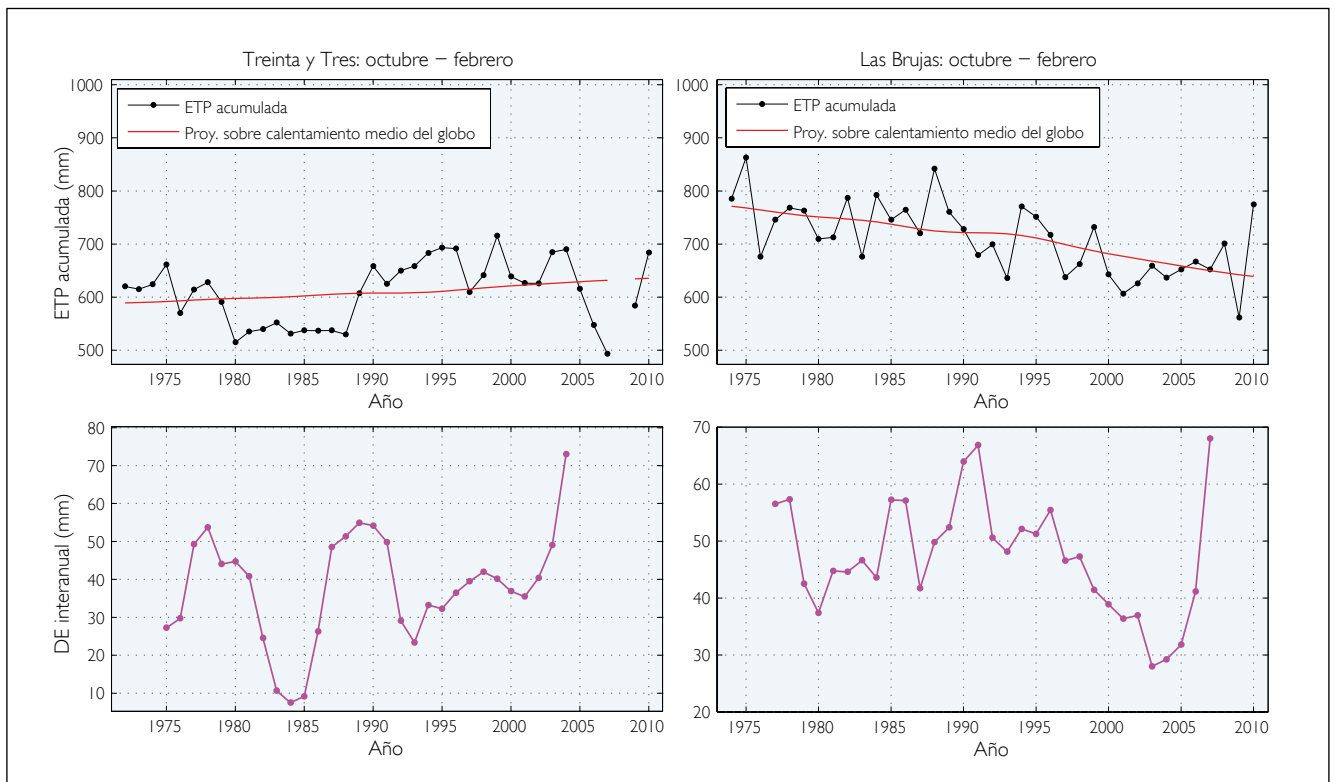 Treinta y Tres: octubre – febrero
1000
900
800
700
600
500
ETP acumulada (mm)
ETP acumulada
Proy. sobre calentamiento medio del globo
1975 1980 1985 1990 1995 2000 2005 2010
Año
Las Brujas: octubre – febrero
1000
900
800
700
600
500
ETP acumulada
Proy. sobre calentamiento medio del globo
1975 1980 1985 1990 1995 2000 2005 2010
Año
80
70
60
50
40
30
20
10
DE interanual (mm)
1975 1980 1985 1990 1995 2000 2005 2010
Año
70
60
50
40
30
20
1975 1980 1985 1990 1995 2000 2005 2010
Año